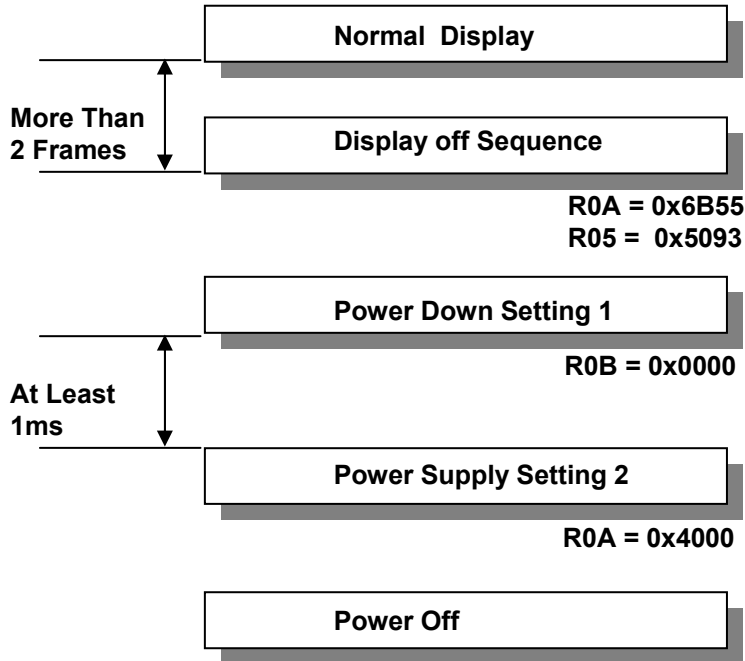 Normal Display
More Than
2 Frames
Display off Sequence
R0A = 0x6B55
R05 = 0x5093
Power Down Setting 1
R0B = 0x0000
At Least
1ms
Power Supply Setting 2
R0A = 0x4000
Power Off